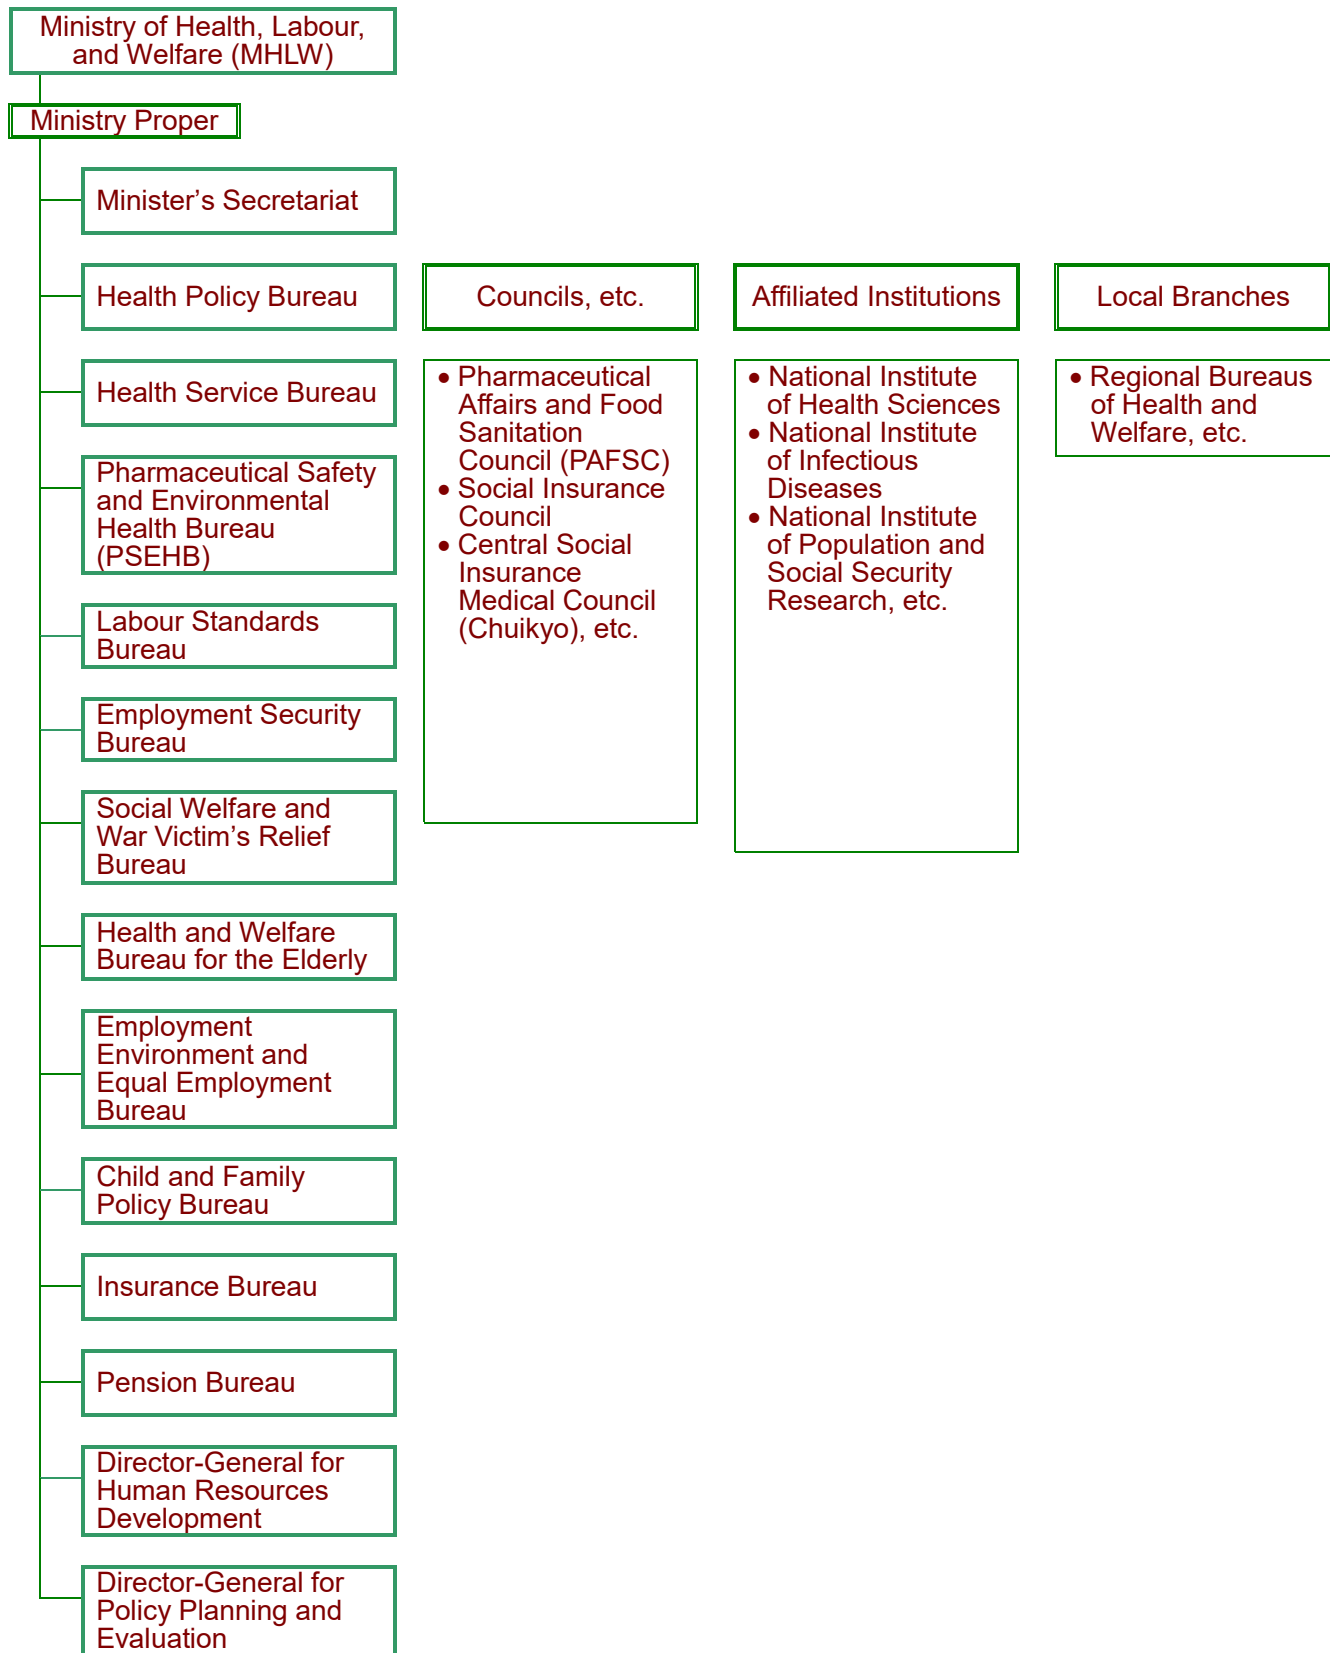 Ministry of Health, Labour,
and Welfare (MHLW)
Ministry Proper
Minister’s Secretariat
Health Policy Bureau
Health Service Bureau
Pharmaceutical Safety
and Environmental
Health Bureau
(PSEHB)
Labour Standards
Bureau
Employment Security
Bureau
Social Welfare and
War Victim’s Relief
Bureau
Health and Welfare
Bureau for the Elderly
Employment
Environment and
Equal Employment
Bureau
Child and Family
Policy Bureau
Insurance Bureau
Pension Bureau
Director-General for
Human Resources
Development
Director-General for
Policy Planning and
Evaluation
Councils, etc.
• Pharmaceutical
Affairs and Food
Sanitation
Council (PAFSC)
• Social Insurance
Council
• Central Social
Insurance
Medical Council
(Chuikyo), etc.
Affiliated Institutions
• National Institute
of Health Sciences
• National Institute
of Infectious
Diseases
• National Institute
of Population and
Social Security
Research, etc.
Local Branches
• Regional Bureaus
of Health and
Welfare, etc.